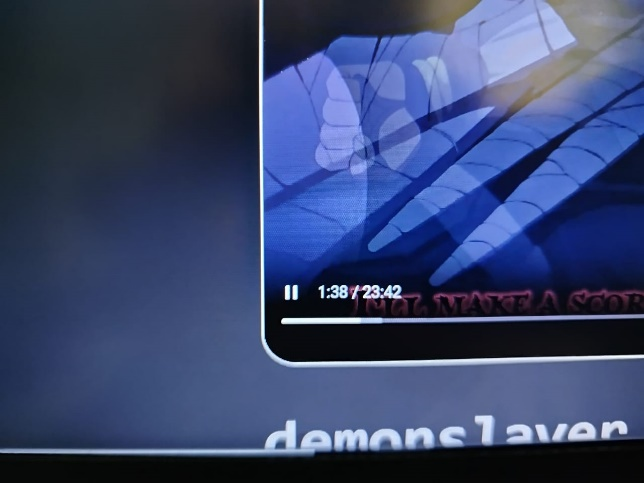 1:38 / 23:42
I'LL MAKE A SCOR
demonslayer